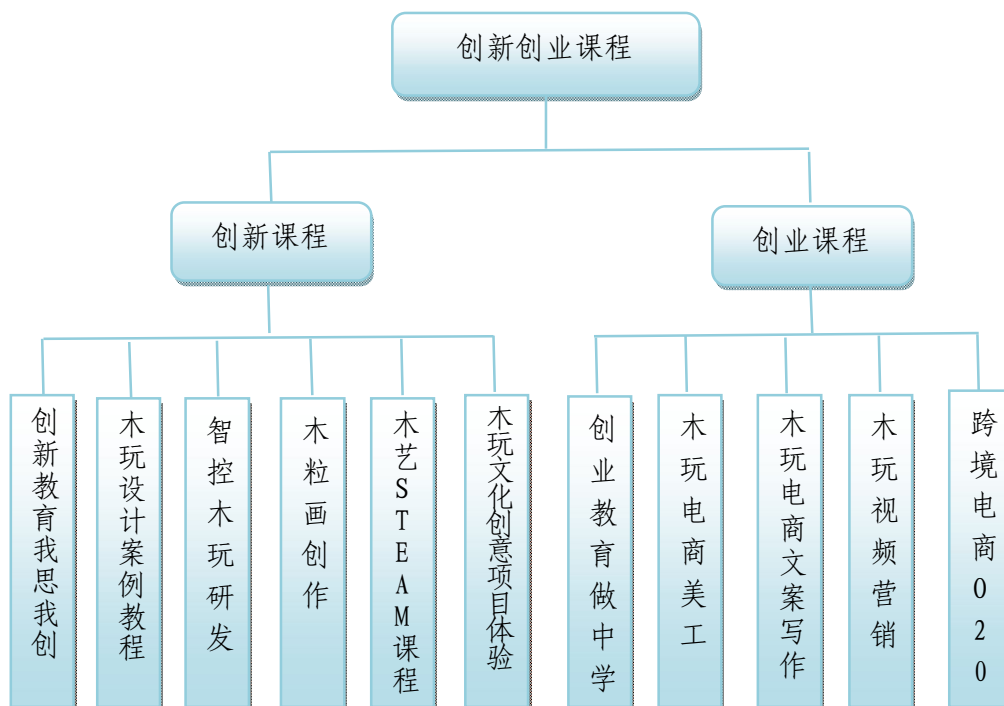 创新创业课程
创新课程
创业课程
创新教育我思我创
木玩设计案例教程
智控木玩研发
木粒画创作
木艺STEAM课程
木玩文化创意项目体验
创业教育做中学
木玩电商美工
木玩电商文案写作
木玩视频营销
跨境电商O2O